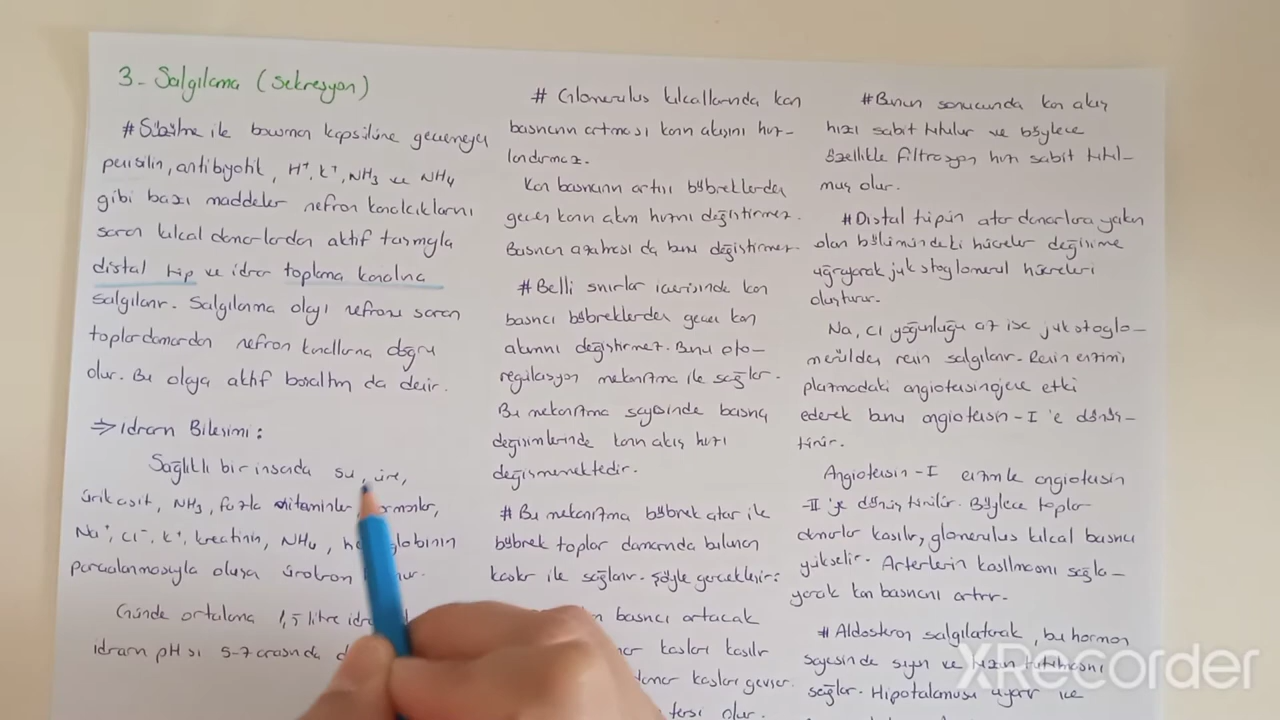 3- Salgılama (sekresyon)
# Süzülme ile bowman kapsülüne geçemeyen
penisilin, antibiyotik, H⁺, K⁺, NH3 ve NH4
gibi bazı maddeler nefron kanalcıklarını
saran kılcal damarlardan aktif taşımayla
distal tüp ve idrar toplama kanalına
salgılanır. Salgılanma olayı nefronu saran
toplardamardan nefron kanallarına doğru
olur. Bu olaya aktif boşaltım da denir.
⇒ İdrarın Bileşimi:
Sağlıklı bir insanda su, üre,
ürik asit, NH3, fazla vitaminler,
Na⁺, Cl⁻, K⁺, kreatinin, NH4,
parçalanmasıyla oluşan ürobilin
Günde ortalama 1,5 litre
idrarın pH sı 5-7 arasında
# Glomerulus kılcallarında kan
basıncının artması kanın akışını hız-
landırmaz.
Kan basıncının artışı böbreklerden
geçen kanın akım hızını değiştirmez.
Basıncın azalması da bunu değiştirmez.
# Belli sınırlar içerisinde kan
basıncı böbreklerden geçen kan
akımını değiştirmez. Bunu oto-
regülasyon mekanizma ile sağlar.
Bu mekanizma sayesinde basınç
değişimlerinde kanın akış hızı
değişmemektedir.
# Bu mekanizma böbrek atar ile
böbrek toplar damarında bulunan
kaslar ile sağlanır. Şöyle gerçekleşir:
basıncı artacak
kasları kasılır
kasları gevşer.
tersi olur.
# Bunun sonucunda kan akış
hızı sabit tutulur ve böylece
özellikle filtrasyon hızı sabit tutul-
muş olur.
# Distal tüpün atar damarlara yakın
olan bölümündeki hücreler değişime
uğrayarak jukstaglomerul hücreleri
oluşturur.
Na, Cl yoğunluğu az ise jukstaglo-
merülden renin salgılanır. Renin enzimi
plazmadaki angiotensinojene etki
ederek bunu angiotensin-I'e dönüş-
türür.
Angiotensin-I enzimle angiotensin
-II'ye dönüştürülür. Böylece toplar
damarlar kasılır, glomerulus kılcal basıncı
yükselir. Arterlerin kasılmasını sağla-
yarak kan basıncını artırır.
# Aldosteron salgılatarak, bu hormon
sayesinde suyun ve tuzun tutulmasını
sağlar. Hipotalamusu uyarır ve
XRecorder